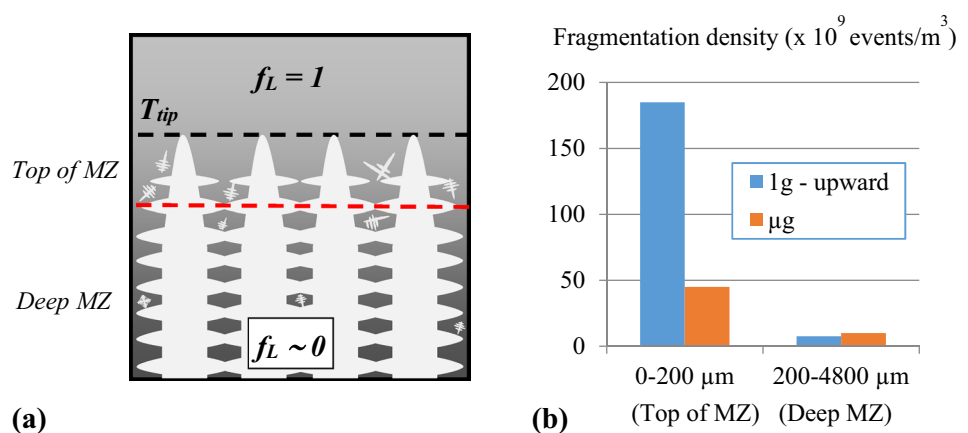 f_L = 1
T_tip
Top of MZ
Deep MZ
f_L ~ 0
(a)
Fragmentation density (x 10^9 events/m^3)
200
150
100
50
0
1g - upward
µg
0-200 µm
(Top of MZ)
200-4800 µm
(Deep MZ)
(b)